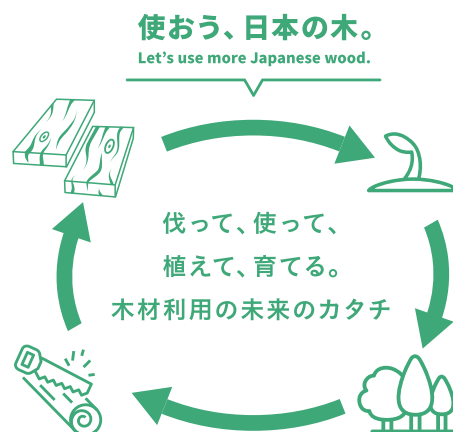 使おう、日本の木。
Let's use more Japanese wood.
伐って、使って、
植えて、育てる。
木材利用の未来のカタチ